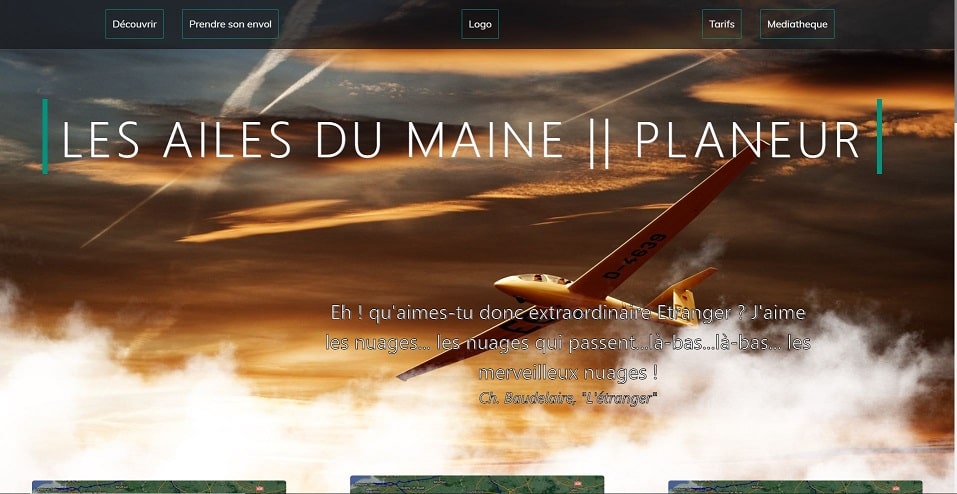 Découvrir
Prendre son envol
Logo
Tarifs
Mediatheque
LES AILES DU MAINE || PLANEUR
D-4639
Eh ! qu'aimes-tu donc extraordinaire Etranger ? J'aime
les nuages... les nuages qui passent...là-bas...là-bas... les
merveilleux nuages !
Ch. Baudelaire, "L'étranger"